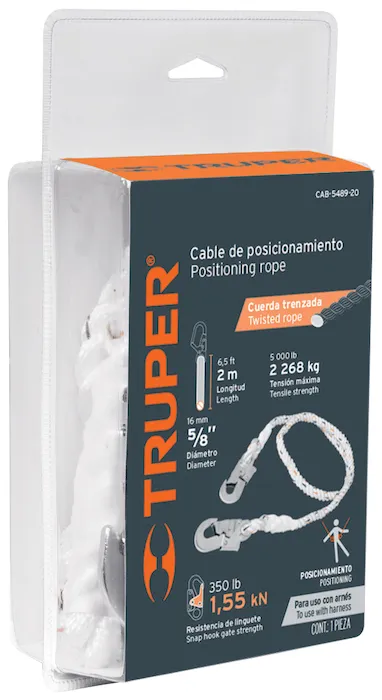 TRUPER
CAB-5489-20
TRUPER®
Cable de posicionamiento
Positioning rope
Cuerda trenzada
Twisted rope
6,5 ft
2 m
Longitud
Length
5 000 lb
2 268 kg
Tensión máxima
Tensile strength
16 mm
5/8"
Diámetro
Diameter
350 lb
1,55 kN
Resistencia de linguete
Snap hook gate strength
POSICIONAMIENTO
POSITIONING
Para uso con arnés
To use with harness
CONT.: 1 PIEZA